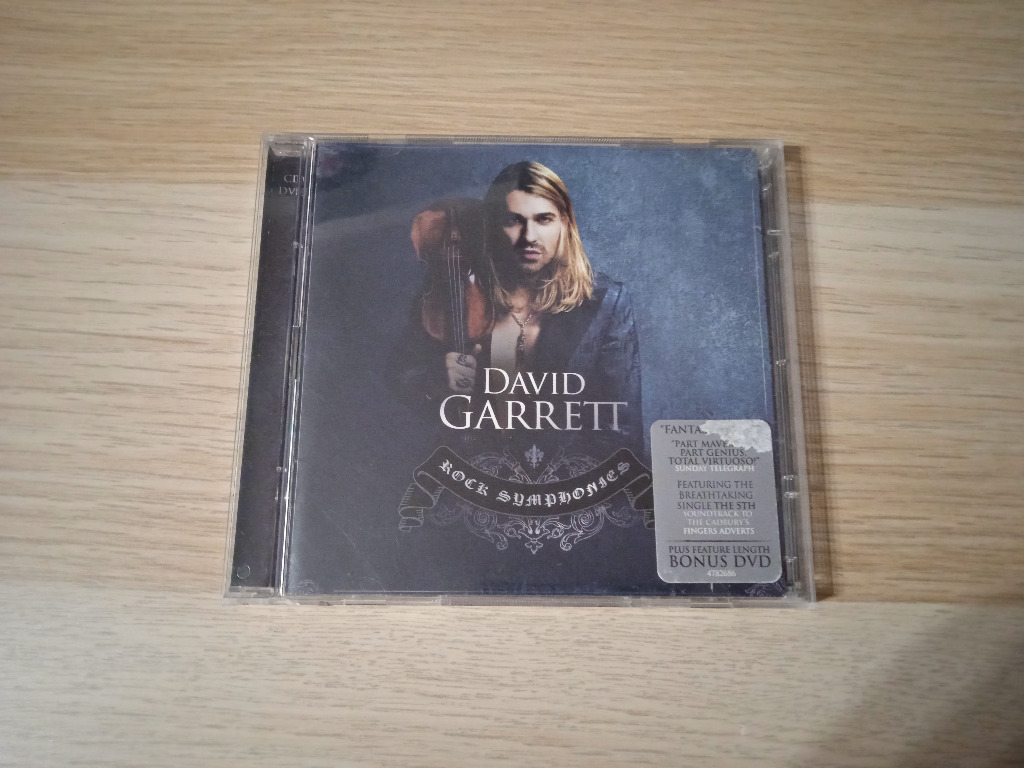 CD
DVD
DAVID
GARRETT
ROCK SYMPHONIES
"PART
PART GENIUS,
TOTAL VIRTUOSO!"
SUNDAY TELEGRAPH
FEATURING THE
BREATHTAKING
SINGLE THE 5TH
SOUNDTRACK TO
THE CADBURY'S
FINGERS ADVERTS
PLUS FEATURE LENGTH
BONUS DVD
4782686